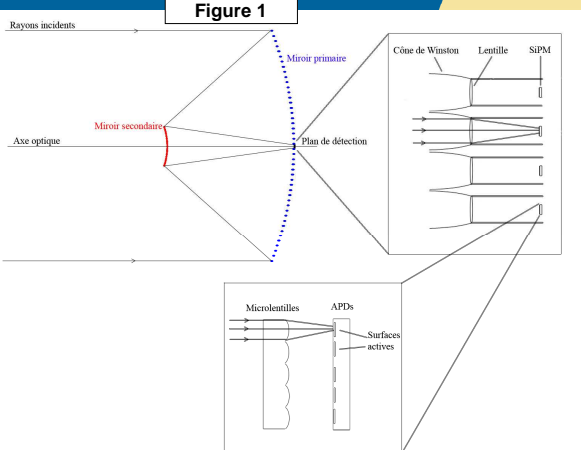 Figure 1
Rayons incidents
Miroir primaire
Cône de Winston
Lentille
SiPM
Miroir secondaire
Axe optique
Plan de détection
Microlentilles
APDs
Surfaces
actives